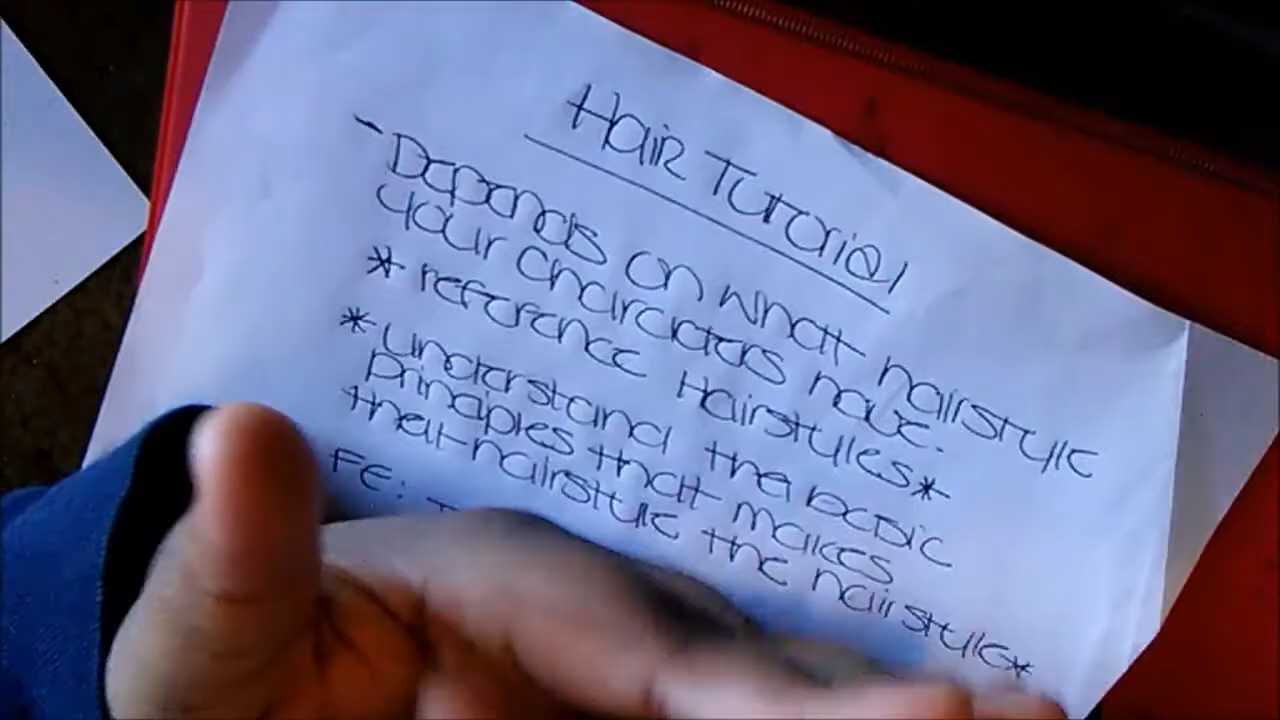 Hair Tutorial
- Depends on what hairstyle
your characters have.
* reference Hairstyles *
* understand the basic
principles that makes
that hairstyle the hairstyle *
FE: